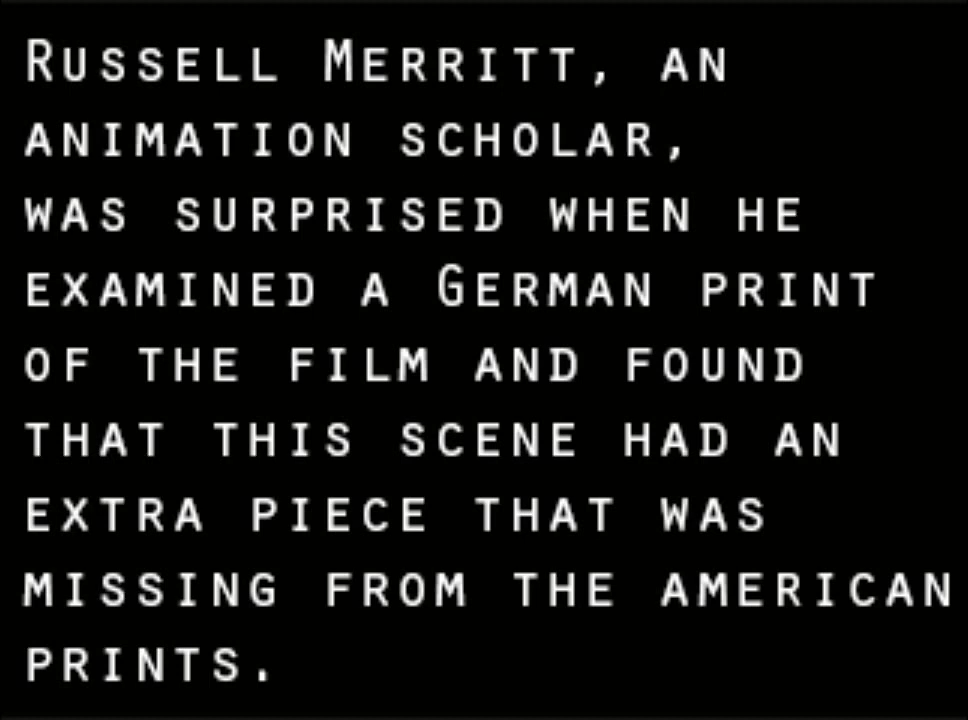 Russell Merritt, an
animation scholar,
was surprised when he
examined a German print
of the film and found
that this scene had an
extra piece that was
missing from the american
prints.